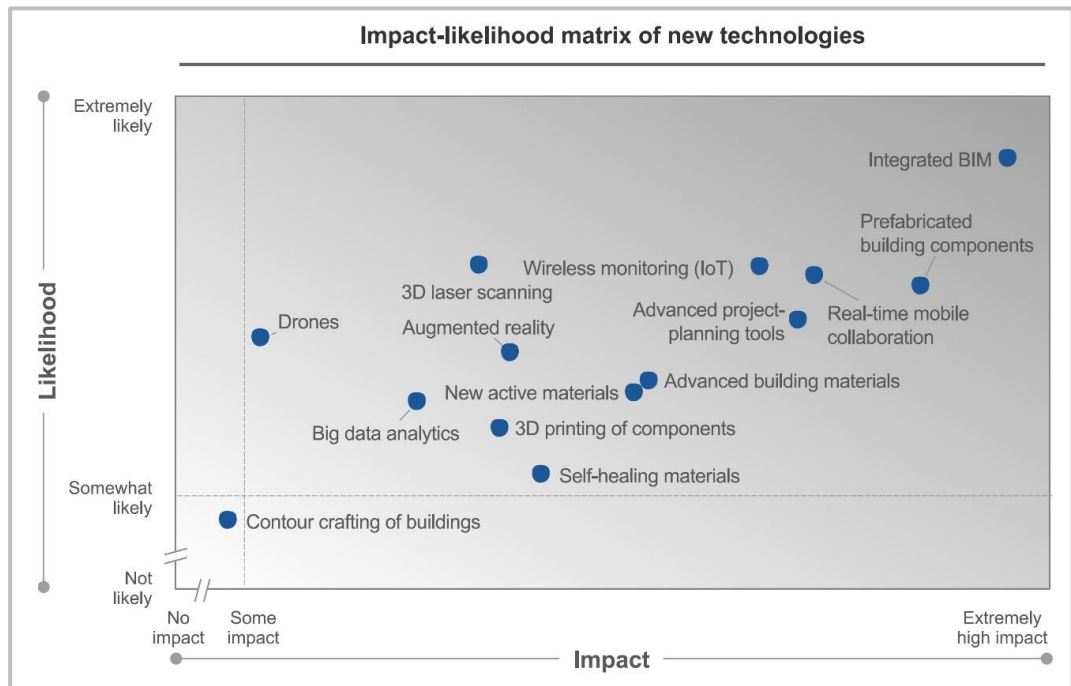 Impact-likelihood matrix of new technologies
Extremely
likely
Integrated BIM
Prefabricated
building components
Wireless monitoring (IoT)
3D laser scanning
Advanced project-
planning tools
Real-time mobile
collaboration
Drones
Augmented reality
Likelihood
New active materials
Advanced building materials
Big data analytics
3D printing of components
Self-healing materials
Somewhat
likely
Contour crafting of buildings
Not
likely
No
impact
Some
impact
Extremely
high impact
Impact